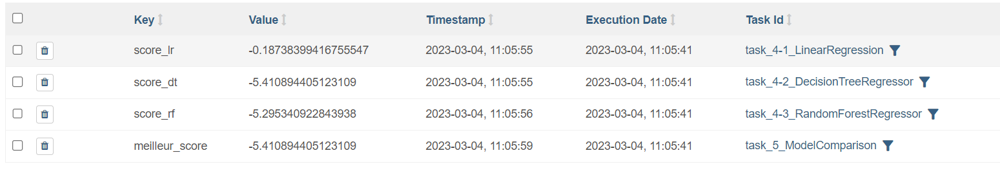 Key Value Timestamp Execution Date Task Id
score_lr -0.18738399416755547 2023-03-04, 11:05:55 2023-03-04, 11:05:41 task_4-1_LinearRegression
score_dt -5.410894405123109 2023-03-04, 11:05:55 2023-03-04, 11:05:41 task_4-2_DecisionTreeRegressor
score_rf -5.295340922843938 2023-03-04, 11:05:56 2023-03-04, 11:05:41 task_4-3_RandomForestRegressor
meilleur_score -5.410894405123109 2023-03-04, 11:05:59 2023-03-04, 11:05:41 task_5_ModelComparison